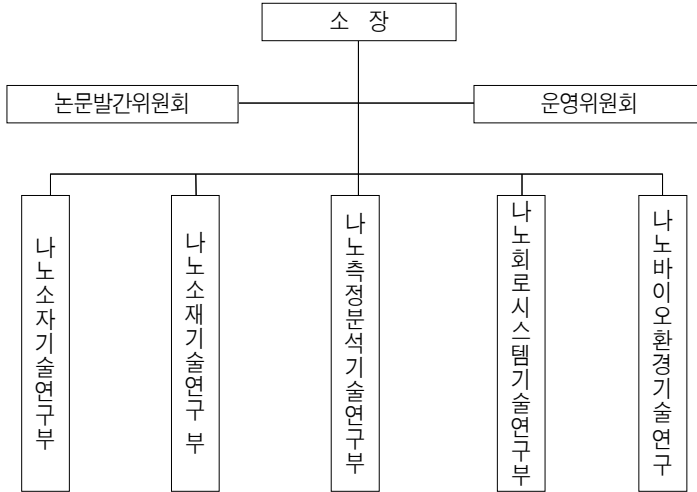 소 장
논문발간위원회
운영위원회
나노소자기술연구부
나노소재기술연구 부
나노측정분석기술연구부
나노회로시스템기술연구부
나노바이오환경기술연구